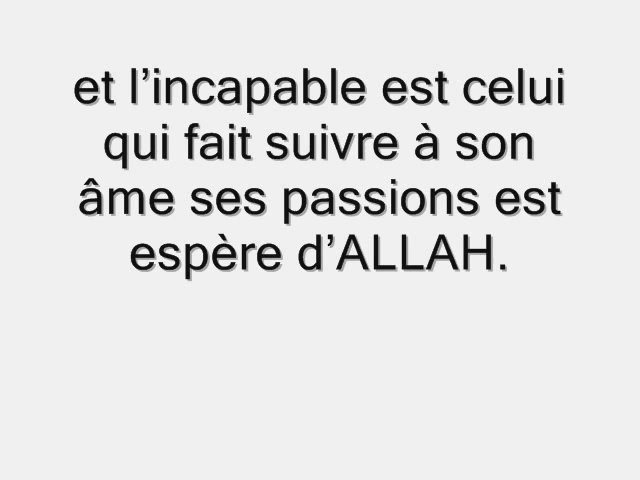 et l’incapable est celui
qui fait suivre à son
âme ses passions est
espère d’ALLAH.